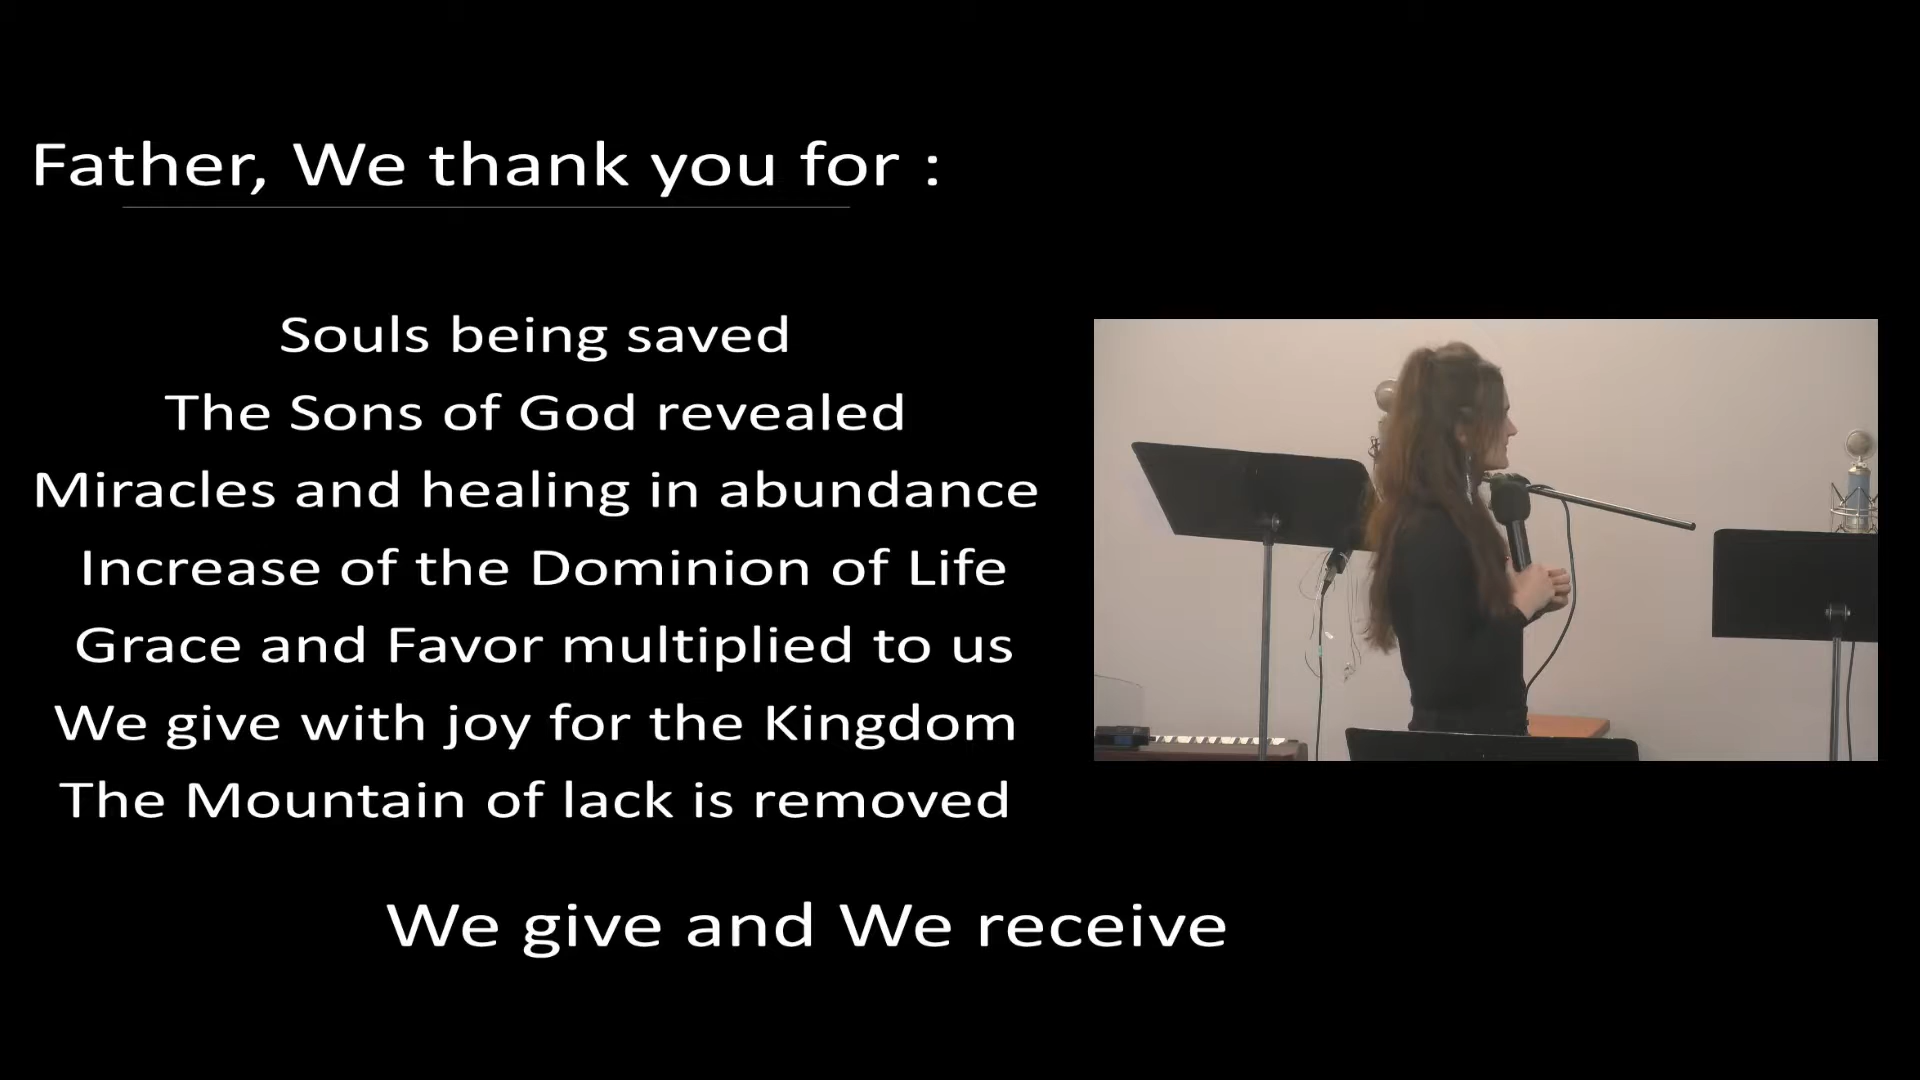 Father, We thank you for :
Souls being saved
The Sons of God revealed
Miracles and healing in abundance
Increase of the Dominion of Life
Grace and Favor multiplied to us
We give with joy for the Kingdom
The Mountain of lack is removed
We give and We receive